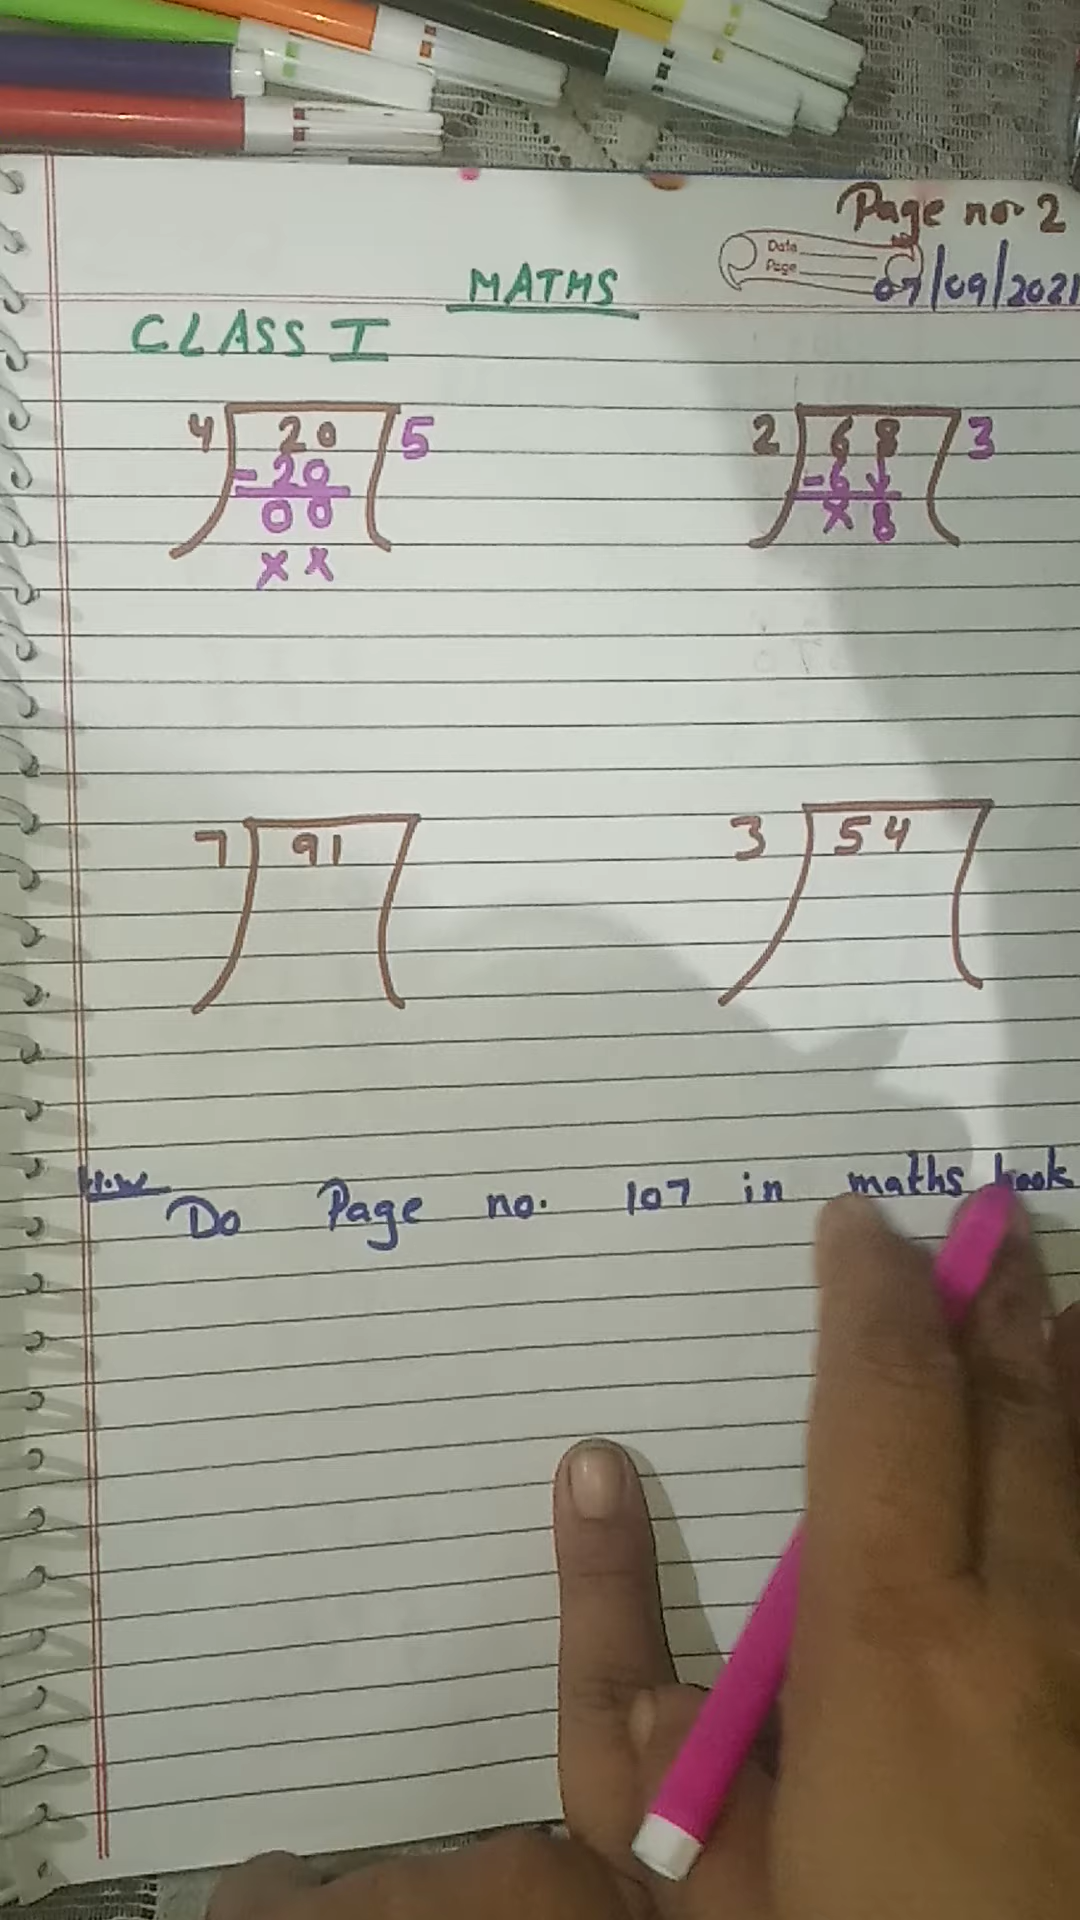 Page no. 2
Date
Page
07/09/2021
MATHS
CLASS I
4 20 5
-20
00
x x
2 68 3
-6↓
x 8
7 91
3 54
H.W
Do Page no. 107 in maths book